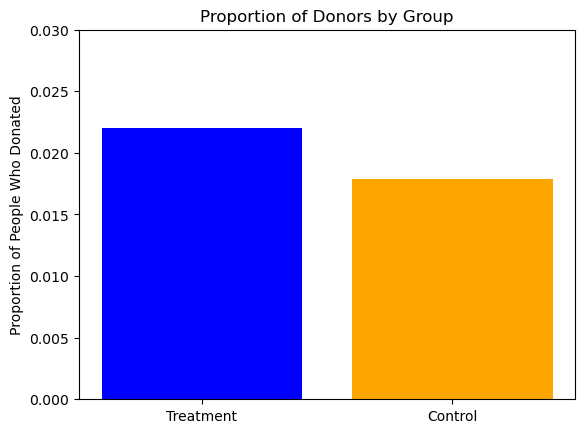 Proportion of Donors by Group
Proportion of People Who Donated
0.030
0.025
0.020
0.015
0.010
0.005
0.000
Treatment
Control